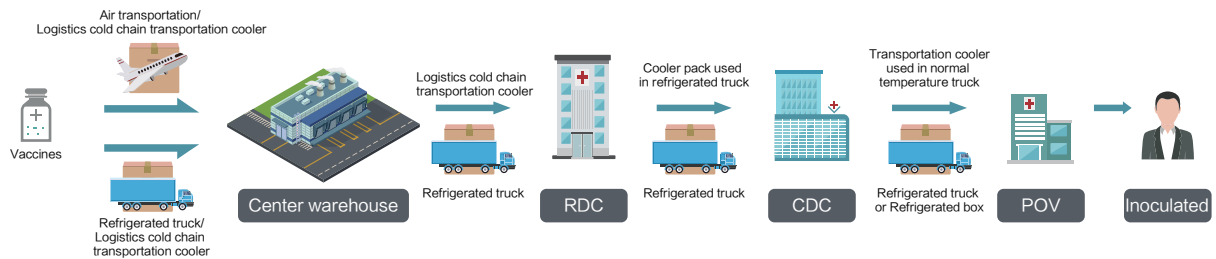 Air transportation/
Logistics cold chain transportation cooler
Vaccines
Refrigerated truck/
Logistics cold chain
transportation cooler
Center warehouse
Logistics cold chain
transportation cooler
Refrigerated truck
RDC
Cooler pack used
in refrigerated truck
Refrigerated truck
CDC
Transportation cooler
used in normal
temperature truck
Refrigerated truck
or Refrigerated box
POV
Inoculated